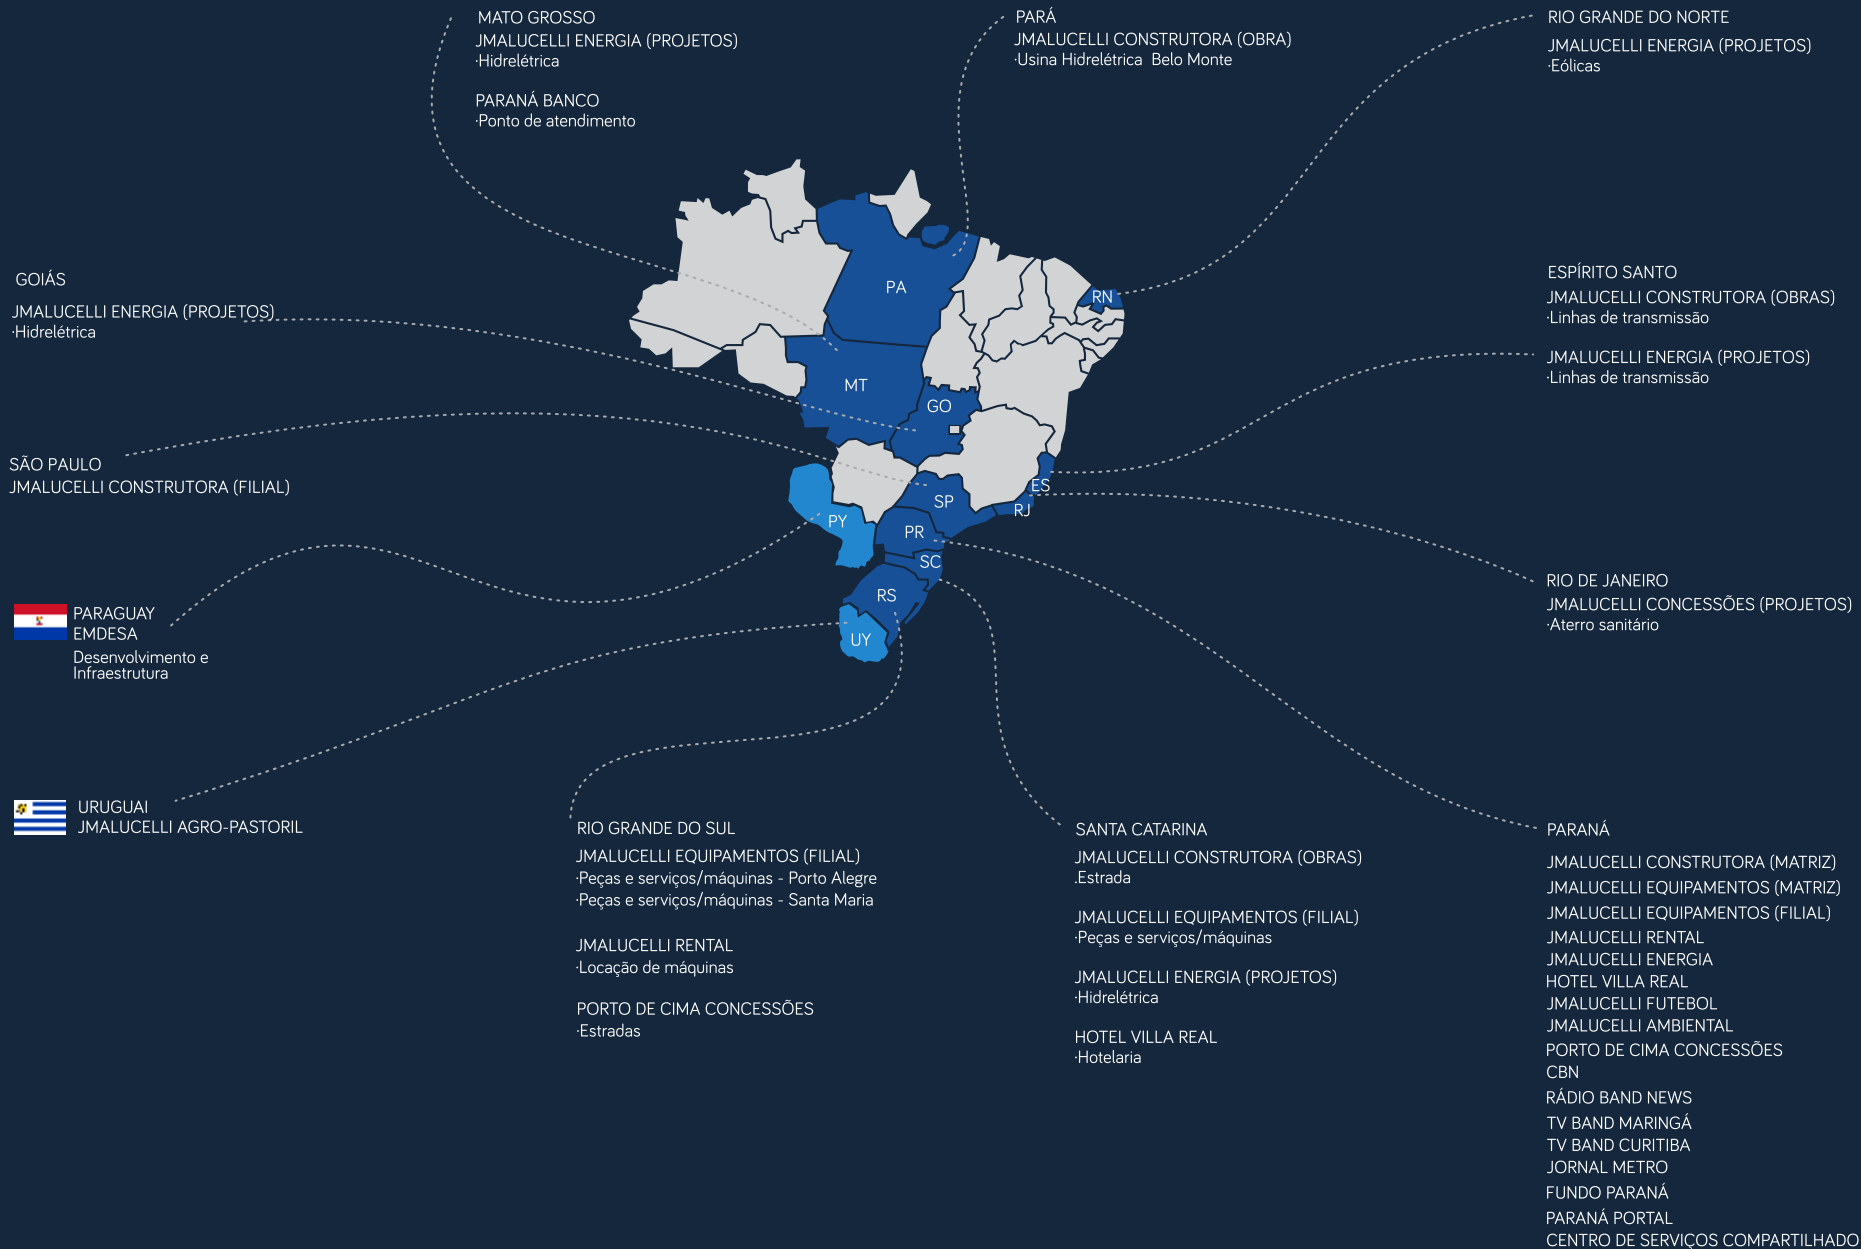 MATO GROSSO
JMALUCELLI ENERGIA (PROJETOS)
·Hidrelétrica
PARANÁ BANCO
·Ponto de atendimento
PARÁ
JMALUCELLI CONSTRUTORA (OBRA)
·Usina Hidrelétrica Belo Monte
RIO GRANDE DO NORTE
JMALUCELLI ENERGIA (PROJETOS)
·Eólicas
GOIÁS
JMALUCELLI ENERGIA (PROJETOS)
·Hidrelétrica
ESPÍRITO SANTO
JMALUCELLI CONSTRUTORA (OBRAS)
·Linhas de transmissão
JMALUCELLI ENERGIA (PROJETOS)
·Linhas de transmissão
PA
RN
MT
GO
ES
SP
RJ
PY
PR
SC
RS
UY
SÃO PAULO
JMALUCELLI CONSTRUTORA (FILIAL)
RIO DE JANEIRO
JMALUCELLI CONCESSÕES (PROJETOS)
·Aterro sanitário
PARAGUAY
EMDESA
Desenvolvimento e
Infraestrutura
URUGUAI
JMALUCELLI AGRO-PASTORIL
RIO GRANDE DO SUL
JMALUCELLI EQUIPAMENTOS (FILIAL)
·Peças e serviços/máquinas - Porto Alegre
·Peças e serviços/máquinas - Santa Maria
JMALUCELLI RENTAL
·Locação de máquinas
PORTO DE CIMA CONCESSÕES
·Estradas
SANTA CATARINA
JMALUCELLI CONSTRUTORA (OBRAS)
.Estrada
JMALUCELLI EQUIPAMENTOS (FILIAL)
·Peças e serviços/máquinas
JMALUCELLI ENERGIA (PROJETOS)
·Hidrelétrica
HOTEL VILLA REAL
·Hotelaria
PARANÁ
JMALUCELLI CONSTRUTORA (MATRIZ)
JMALUCELLI EQUIPAMENTOS (MATRIZ)
JMALUCELLI EQUIPAMENTOS (FILIAL)
JMALUCELLI RENTAL
JMALUCELLI ENERGIA
HOTEL VILLA REAL
JMALUCELLI FUTEBOL
JMALUCELLI AMBIENTAL
PORTO DE CIMA CONCESSÕES
CBN
RÁDIO BAND NEWS
TV BAND MARINGÁ
TV BAND CURITIBA
JORNAL METRO
FUNDO PARANÁ
PARANÁ PORTAL
CENTRO DE SERVIÇOS COMPARTILHADO